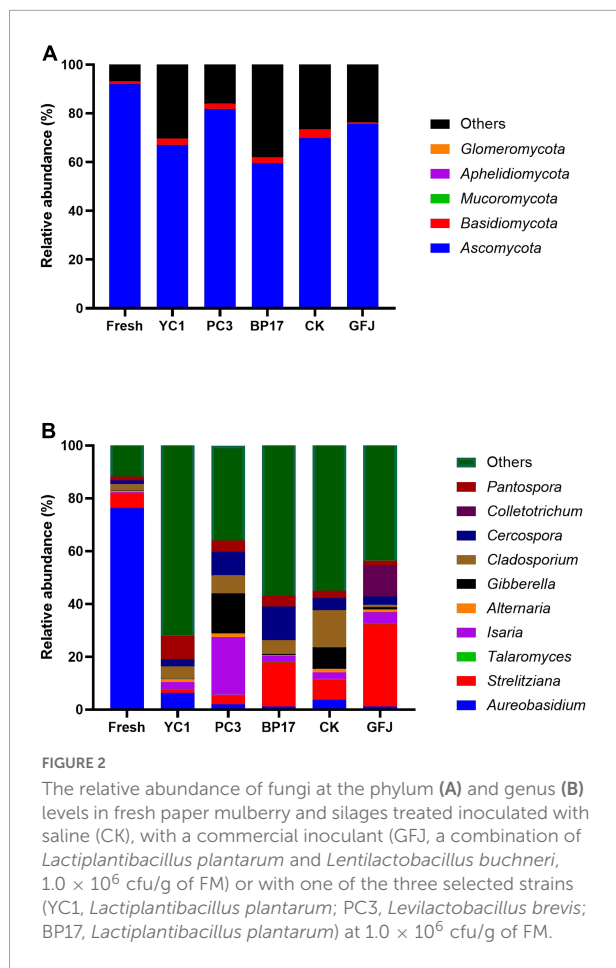 A
Relative abundance (%)
100
80
60
40
20
0
Fresh YC1 PC3 BP17 CK GFJ
Others
Glomeromycota
Aphelidiomycota
Mucoromycota
Basidiomycota
Ascomycota
B
Relative abundance (%)
100
80
60
40
20
0
Fresh YC1 PC3 BP17 CK GFJ
Others
Pantospora
Colletotrichum
Cercospora
Cladosporium
Gibberella
Alternaria
Isaria
Talaromyces
Strelitziana
Aureobasidium
FIGURE 2
The relative abundance of fungi at the phylum (A) and genus (B)
levels in fresh paper mulberry and silages treated inoculated with
saline (CK), with a commercial inoculant (GFJ, a combination of
Lactiplantibacillus plantarum and Lentilactobacillus buchneri,
1.0 × 10⁶ cfu/g of FM) or with one of the three selected strains
(YC1, Lactiplantibacillus plantarum; PC3, Levilactobacillus brevis;
BP17, Lactiplantibacillus plantarum) at 1.0 × 10⁶ cfu/g of FM.